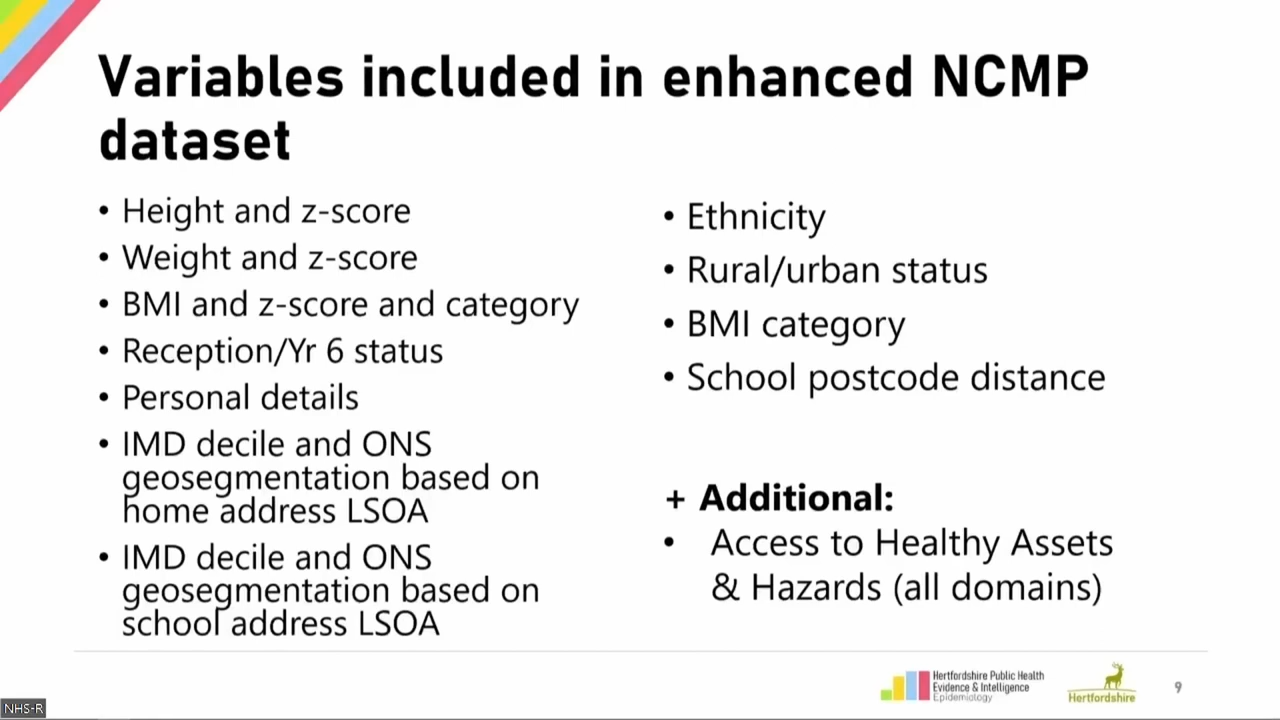 Variables included in enhanced NCMP
dataset
• Height and z-score
• Weight and z-score
• BMI and z-score and category
• Reception/Yr 6 status
• Personal details
• IMD decile and ONS
geosegmentation based on
home address LSOA
• IMD decile and ONS
geosegmentation based on
school address LSOA
• Ethnicity
• Rural/urban status
• BMI category
• School postcode distance
+ Additional:
• Access to Healthy Assets
& Hazards (all domains)
Hertfordshire Public Health
Evidence & Intelligence
Epidemiology
Hertfordshire
9
NHS-R